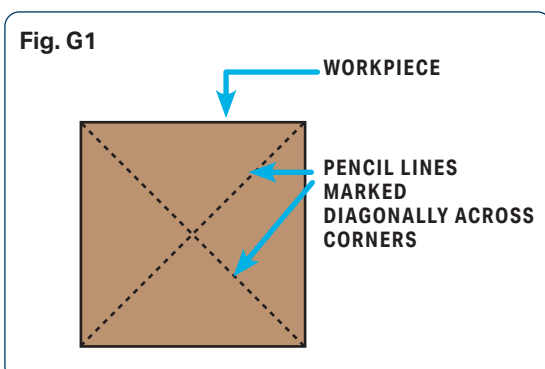 Fig. G1
WORKPIECE
PENCIL LINES
MARKED
DIAGONALLY ACROSS
CORNERS